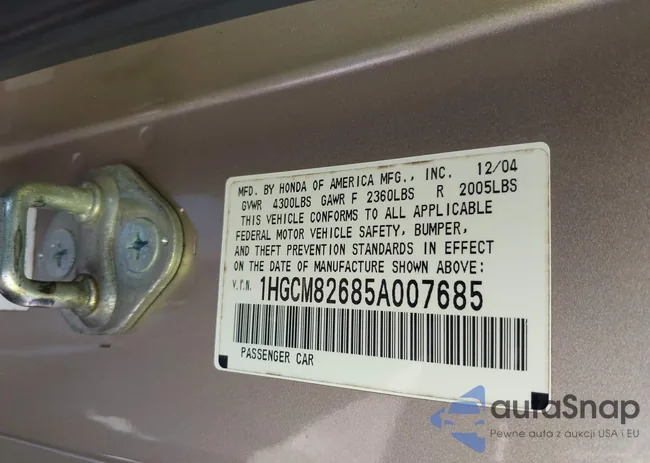 MFD. BY HONDA OF AMERICA MFG., INC. 12/04
GVWR 4300LBS GAWR F 2360LBS R 2005LBS
THIS VEHICLE CONFORMS TO ALL APPLICABLE
FEDERAL MOTOR VEHICLE SAFETY, BUMPER,
AND THEFT PREVENTION STANDARDS IN EFFECT
ON THE DATE OF MANUFACTURE SHOWN ABOVE:
V.I.N. 1HGCM82685A007685
PASSENGER CAR
autaSnap
Pewne auta z aukcji USA i EU